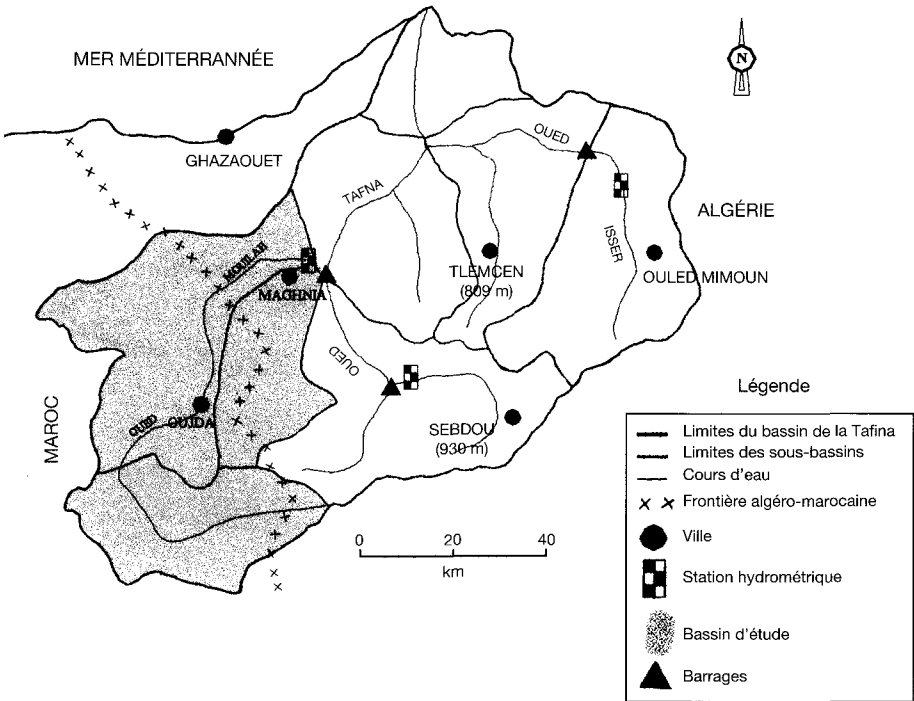 MER MÉDITERRANNÉE
N
GHAZAOUET
OUED
TAFNA
ALGÉRIE
ISSER
MOUILAH
TLEMCEN
(809 m)
OULED MIMOUN
MAGHNIA
OUED
MAROC
OUED
OUJDA
SEBDOU
(930 m)
0 20 40
km
Légende
Limites du bassin de la Tafina
Limites des sous-bassins
Cours d'eau
Frontière algéro-marocaine
Ville
Station hydrométrique
Bassin d'étude
Barrages